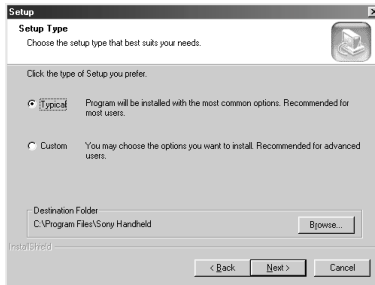 Setup
Setup Type
Choose the setup type that best suits your needs.
Click the type of Setup you prefer.
Typical
Program will be installed with the most common options. Recommended for
most users.
Custom
You may choose the options you want to install. Recommended for advanced
users.
Destination Folder
C:\Program Files\Sony Handheld
Browse...
InstallShield
< Back
Next >
Cancel